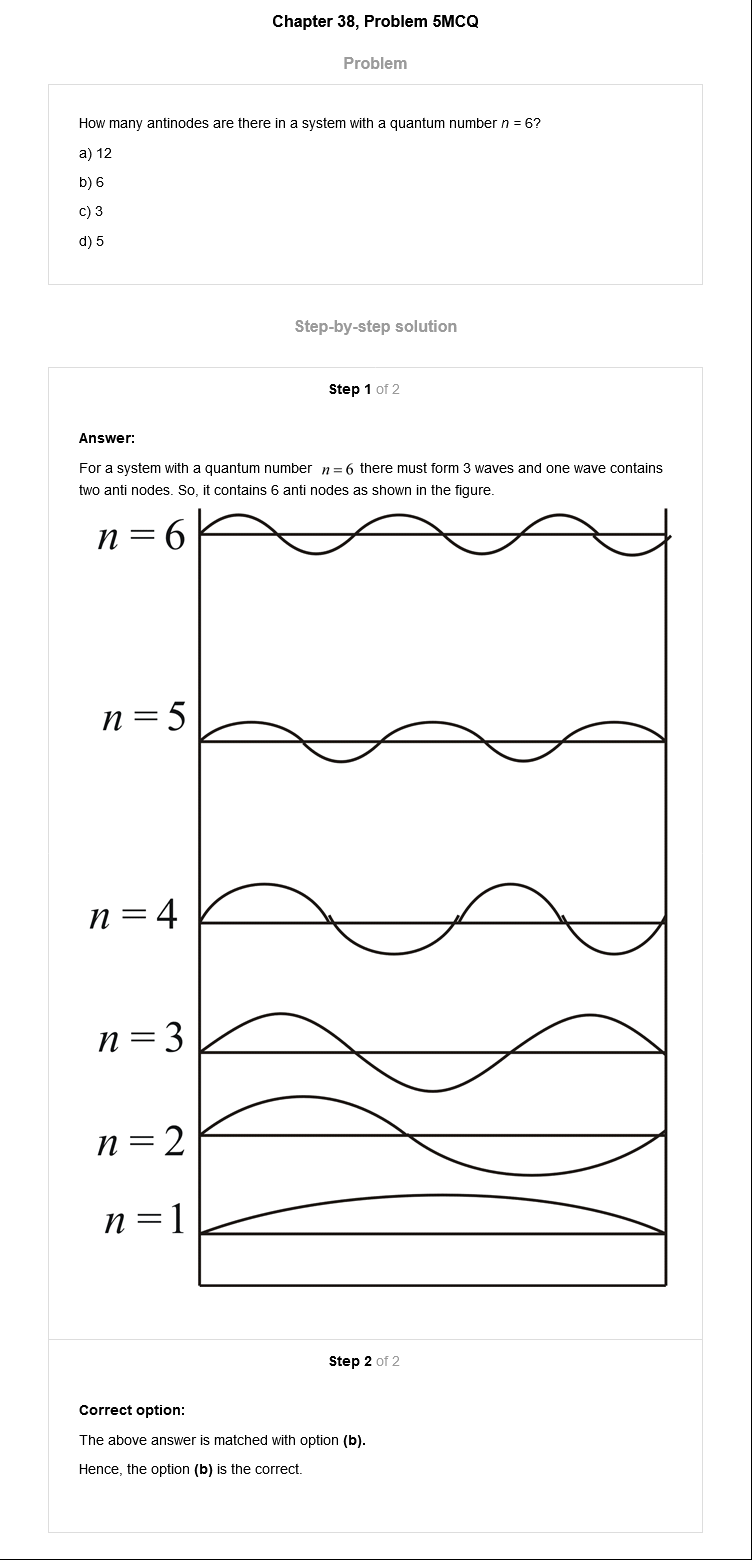 Chapter 38, Problem 5MCQ
Problem
How many antinodes are there in a system with a quantum number n = 6?
a) 12
b) 6
c) 3
d) 5
Step-by-step solution
Step 1 of 2
Answer:
For a system with a quantum number n = 6 there must form 3 waves and one wave contains
two anti nodes. So, it contains 6 anti nodes as shown in the figure.
n = 6
n = 5
n = 4
n = 3
n = 2
n = 1
Step 2 of 2
Correct option:
The above answer is matched with option (b).
Hence, the option (b) is the correct.